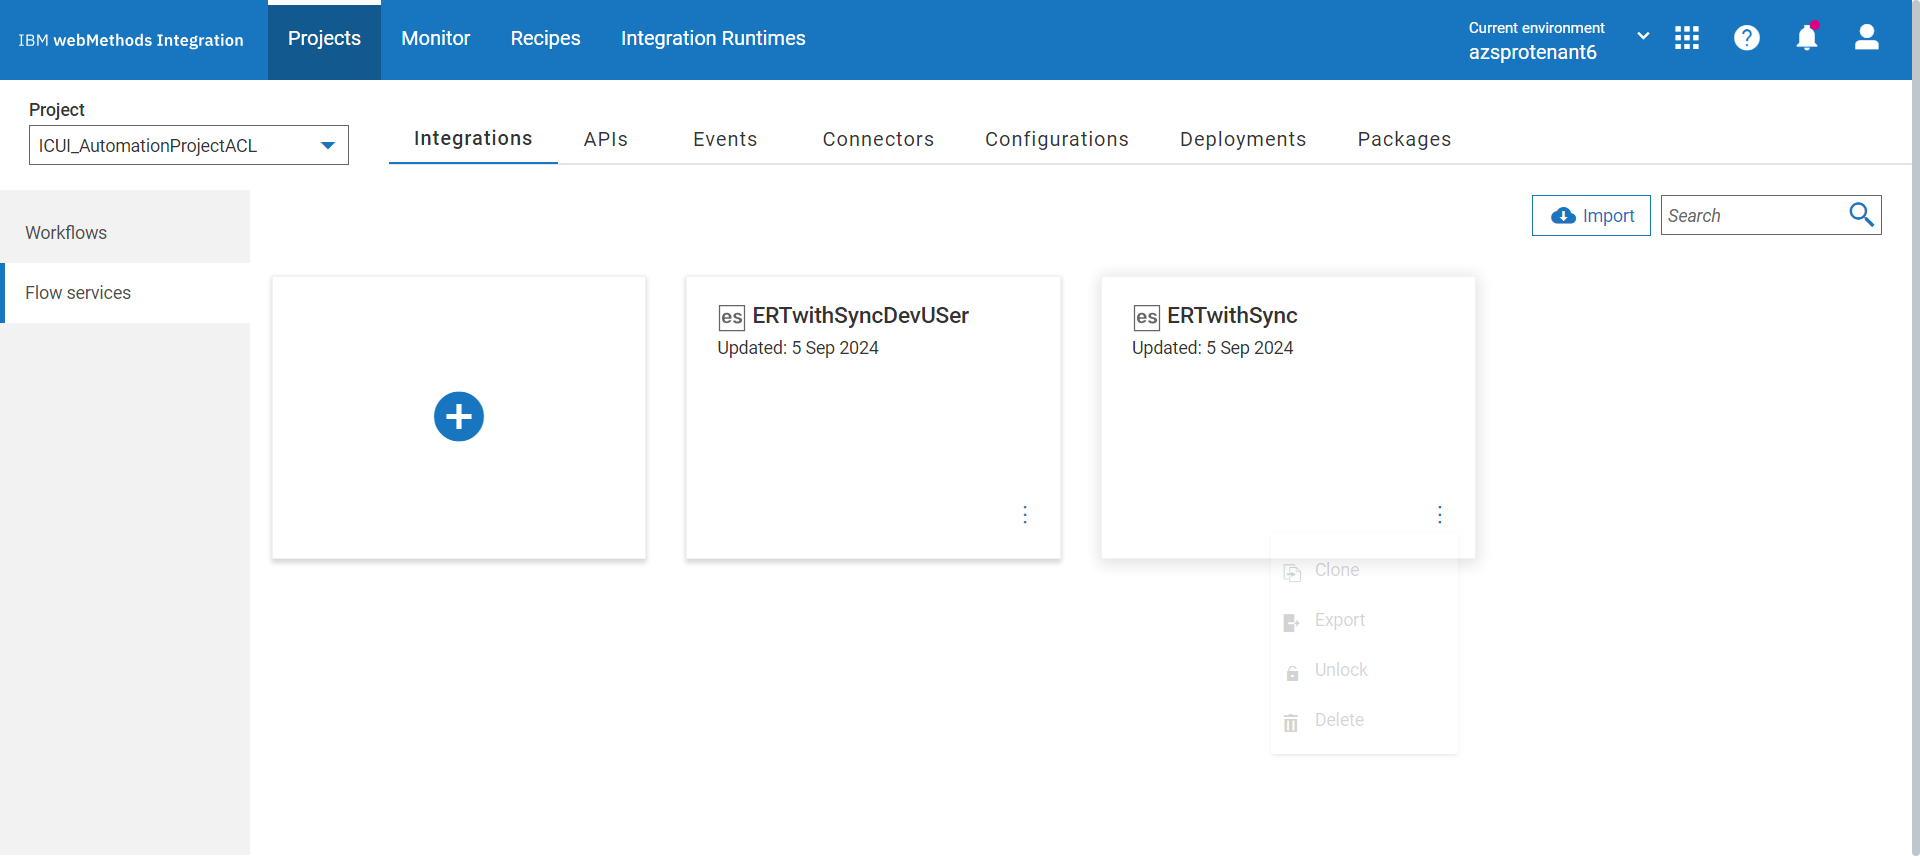 IBM webMethods Integration
Projects
Monitor
Recipes
Integration Runtimes
Current environment
azsprotenant6
Project
ICUI_AutomationProjectACL
Integrations
APIs
Events
Connectors
Configurations
Deployments
Packages
Workflows
Flow services
Import
Search
es ERTwithSyncDevUSer
Updated: 5 Sep 2024
es ERTwithSync
Updated: 5 Sep 2024
Clone
Export
Unlock
Delete